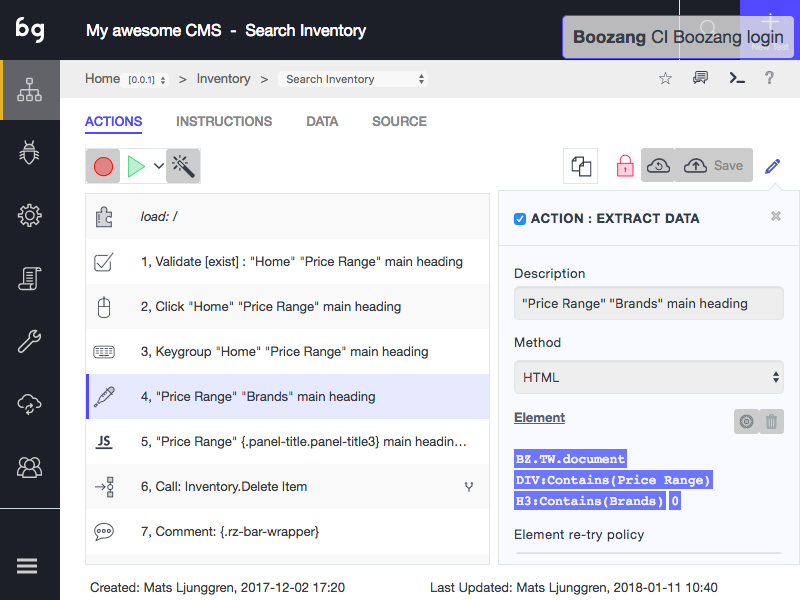 bg
My awesome CMS - Search Inventory
Boozang CI Boozang login
New Test
Home [0.0.1] > Inventory > Search Inventory
ACTIONS INSTRUCTIONS DATA SOURCE
Save
load: /
1, Validate [exist] : "Home" "Price Range" main heading
2, Click "Home" "Price Range" main heading
3, Keygroup "Home" "Price Range" main heading
4, "Price Range" "Brands" main heading
JS 5, "Price Range" {.panel-title.panel-title3} main headin...
6, Call: Inventory.Delete Item
7, Comment: {.rz-bar-wrapper}
ACTION : EXTRACT DATA
Description
"Price Range" "Brands" main heading
Method
HTML
Element
BZ.TW.document
DIV:Contains(Price Range)
H3:Contains(Brands) 0
Element re-try policy
Created: Mats Ljunggren, 2017-12-02 17:20
Last Updated: Mats Ljunggren, 2018-01-11 10:40